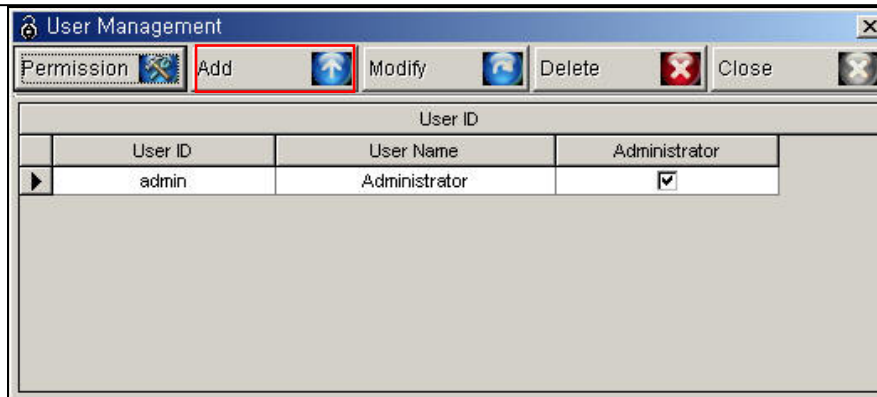 User Management
Permission Add Modify Delete Close
User ID
User ID User Name Administrator
admin Administrator